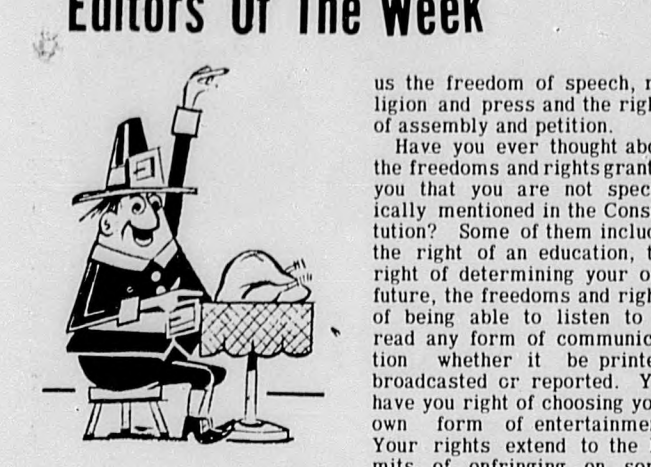 Editors Of The Week
us the freedom of speech,
ligion and press and the
of assembly and petition.
Have you ever thought
the freedoms and rights
you that you are not
ically mentioned in the
tution? Some of them
the right of an education,
right of determining your
future, the freedoms and
of being able to listen to
read any form of
tion whether it be
broadcasted or reported.
have you right of choosing
own form of
Your rights extend to the
mits of onfringing on